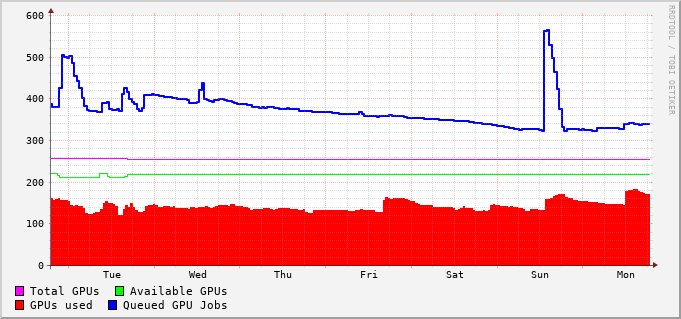 600
500
400
300
200
100
0
Tue Wed Thu Fri Sat Sun Mon
Total GPUs Available GPUs
GPUs used Queued GPU Jobs
RRDTOOL / TOBI OETIKER